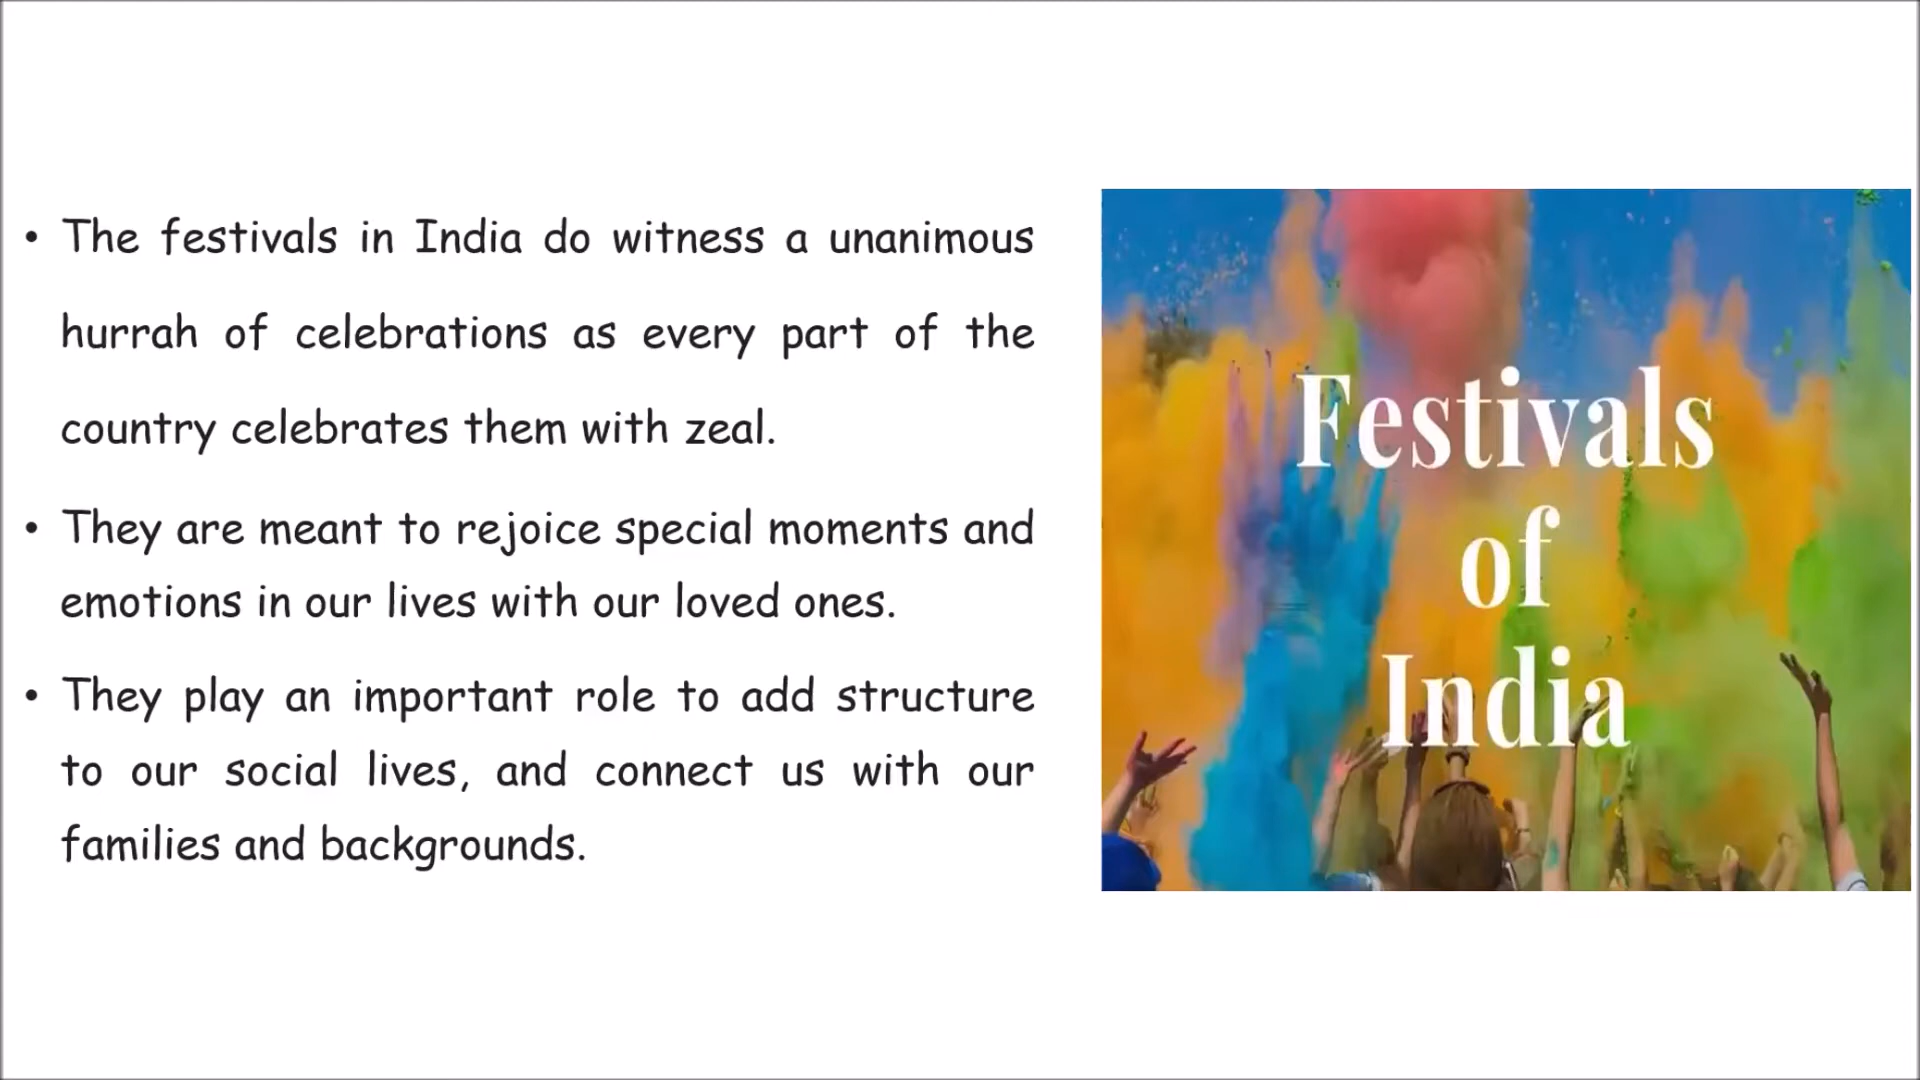 • The festivals in India do witness a unanimous
hurrah of celebrations as every part of the
country celebrates them with zeal.
• They are meant to rejoice special moments and
emotions in our lives with our loved ones.
• They play an important role to add structure
to our social lives, and connect us with our
families and backgrounds.
Festivals
of
India